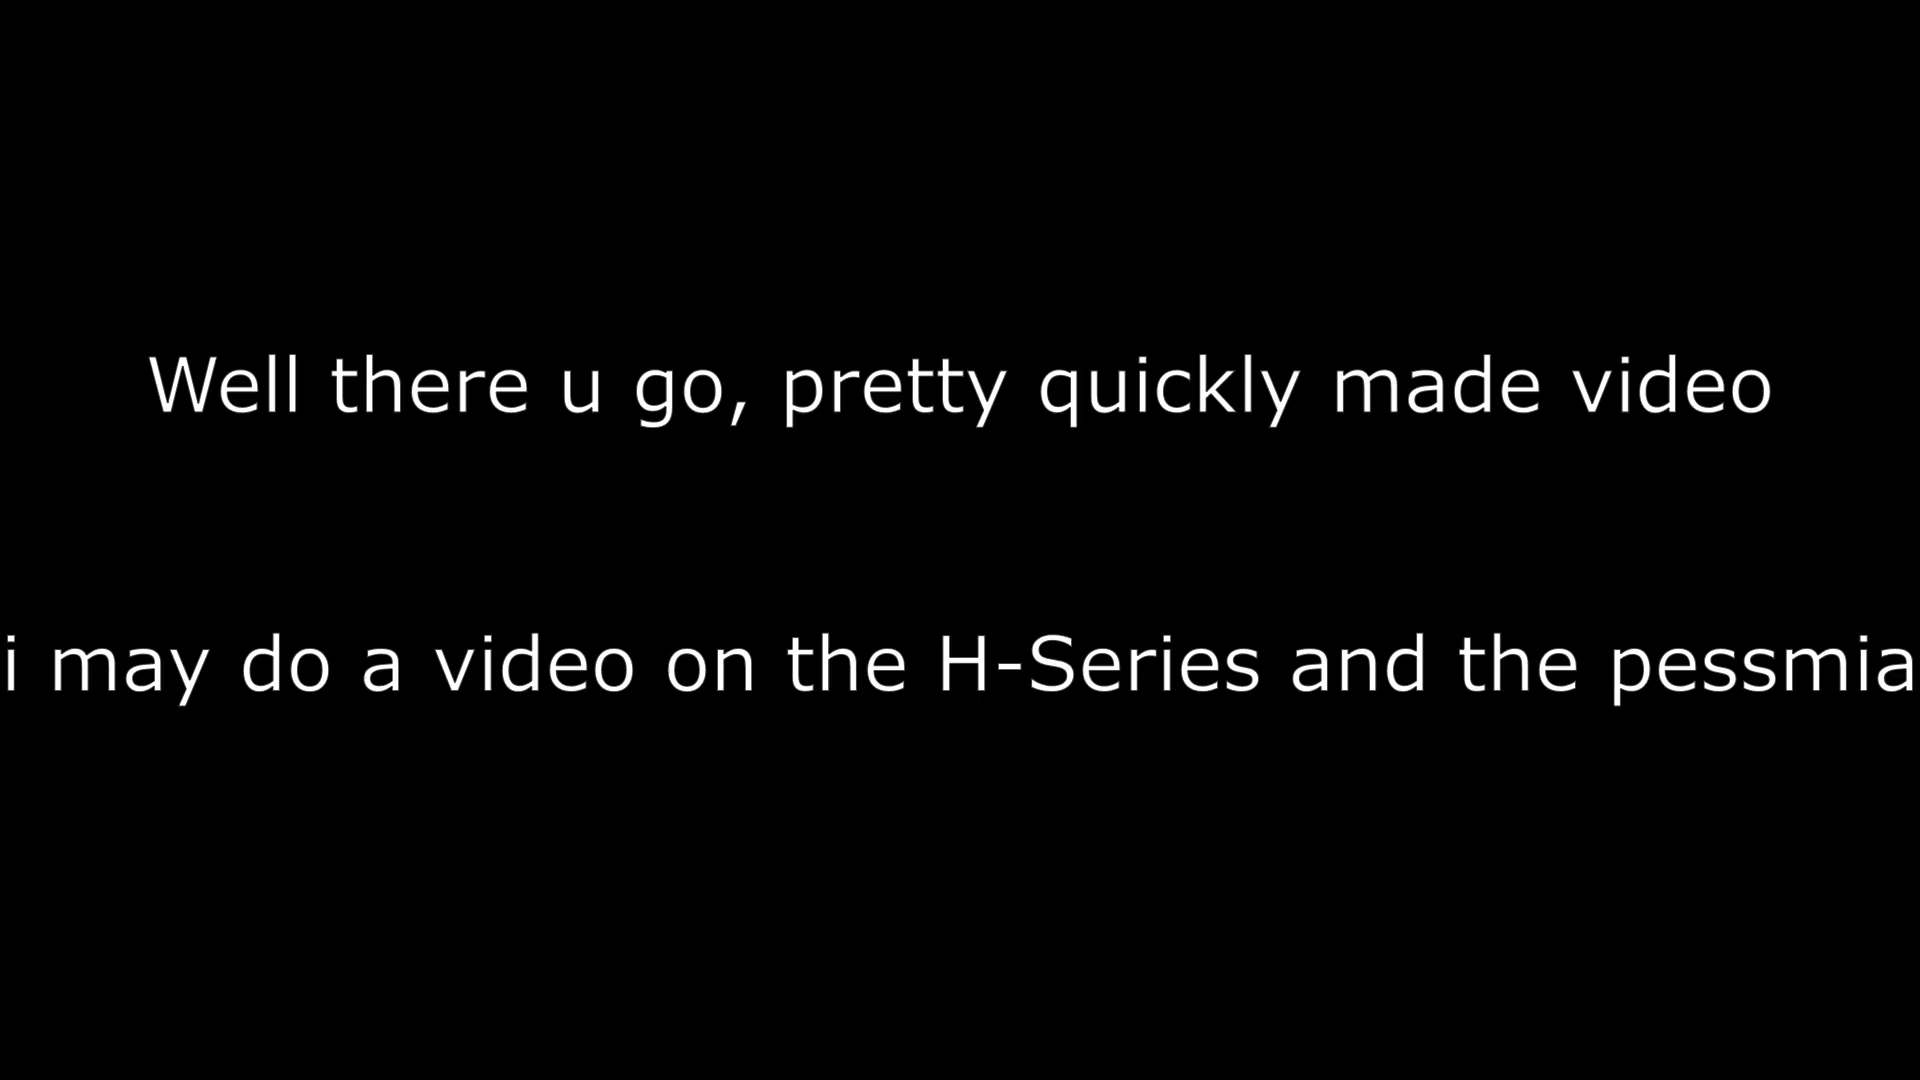 Well there u go, pretty quickly made video
i may do a video on the H-Series and the pessmia